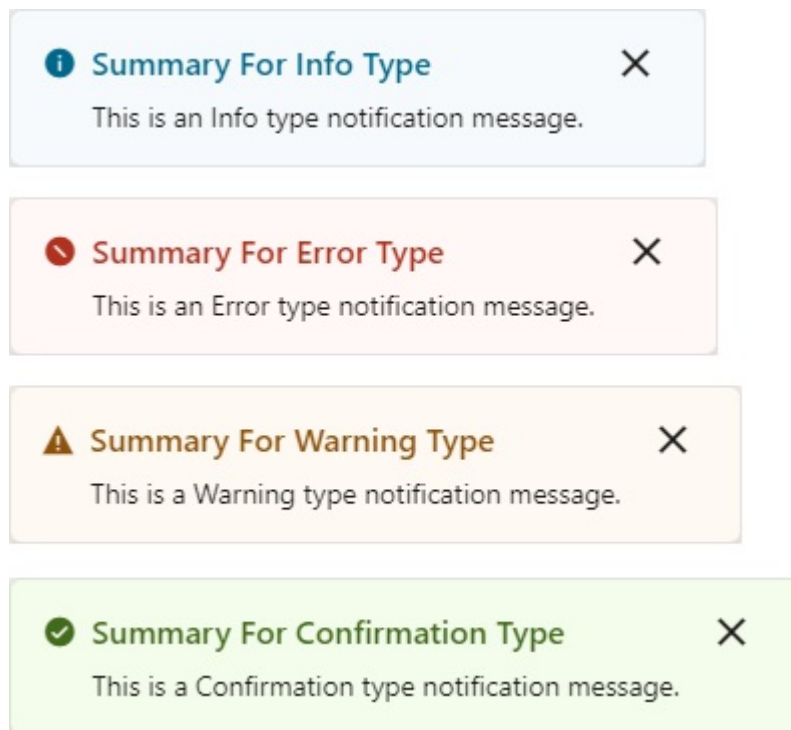 Summary For Info Type
This is an Info type notification message.
Summary For Error Type
This is an Error type notification message.
Summary For Warning Type
This is a Warning type notification message.
Summary For Confirmation Type
This is a Confirmation type notification message.